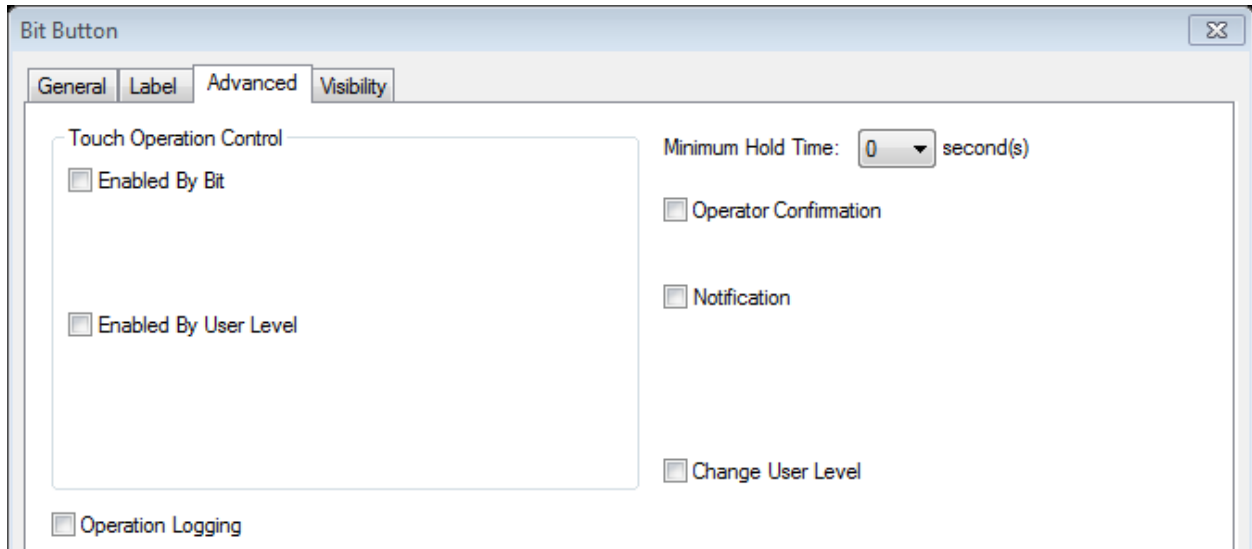 Bit Button
General Label Advanced Visibility
Touch Operation Control
Enabled By Bit
Enabled By User Level
Operation Logging
Minimum Hold Time: 0 second(s)
Operator Confirmation
Notification
Change User Level